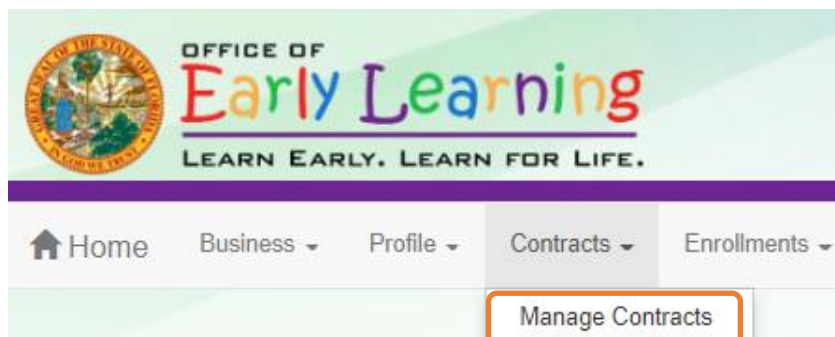 OFFICE OF
Early Learning
LEARN EARLY. LEARN FOR LIFE.
Home Business Profile Contracts Enrollments
Manage Contracts